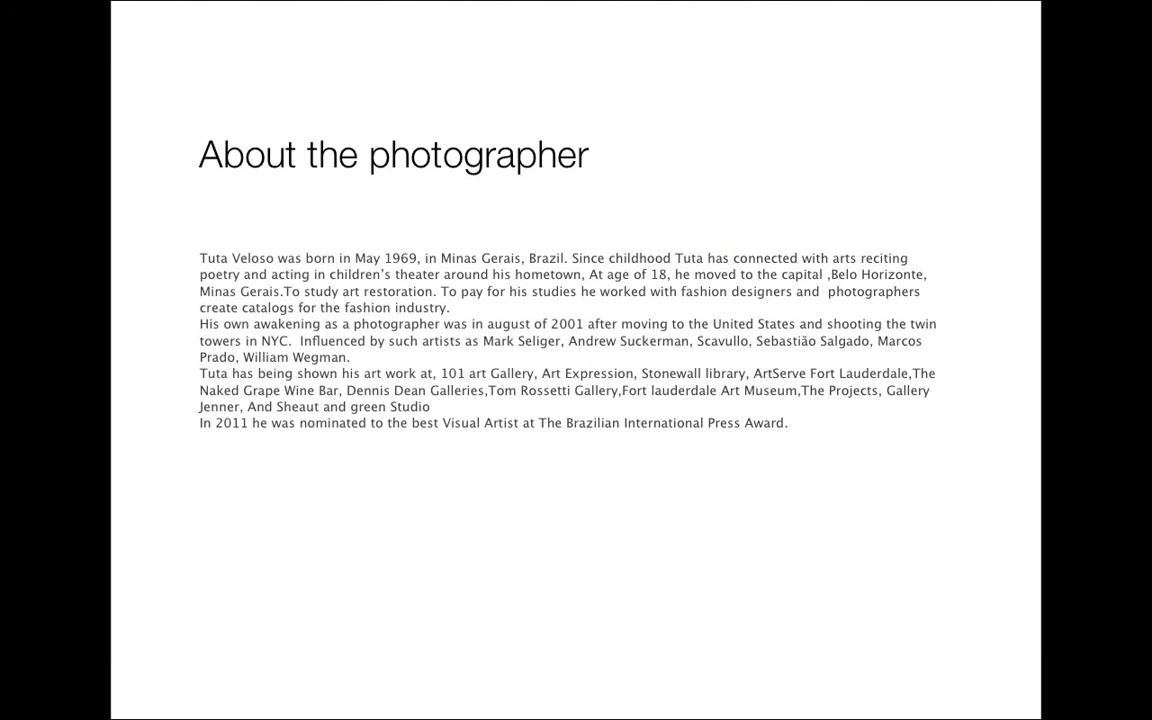 About the photographer
Tuta Veloso was born in May 1969, in Minas Gerais, Brazil. Since childhood Tuta has connected with arts reciting
poetry and acting in children’s theater around his hometown, At age of 18, he moved to the capital ,Belo Horizonte,
Minas Gerais.To study art restoration. To pay for his studies he worked with fashion designers and  photographers
create catalogs for the fashion industry.
His own awakening as a photographer was in august of 2001 after moving to the United States and shooting the twin
towers in NYC.  Influenced by such artists as Mark Seliger, Andrew Suckerman, Scavullo, Sebastião Salgado, Marcos
Prado, William Wegman.
Tuta has being shown his art work at, 101 art Gallery, Art Expression, Stonewall library, ArtServe Fort Lauderdale,The
Naked Grape Wine Bar, Dennis Dean Galleries,Tom Rossetti Gallery,Fort lauderdale Art Museum,The Projects, Gallery
Jenner, And Sheaut and green Studio
In 2011 he was nominated to the best Visual Artist at The Brazilian International Press Award.